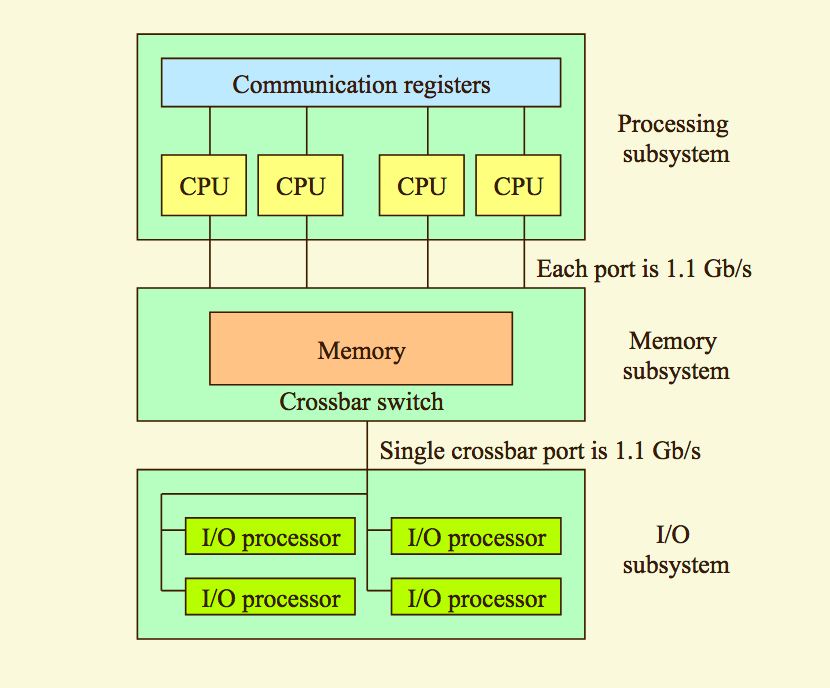 Communication registers
Processing
subsystem
CPU
CPU
CPU
CPU
Each port is 1.1 Gb/s
Memory
Memory
subsystem
Crossbar switch
Single crossbar port is 1.1 Gb/s
I/O processor
I/O processor
I/O
subsystem
I/O processor
I/O processor